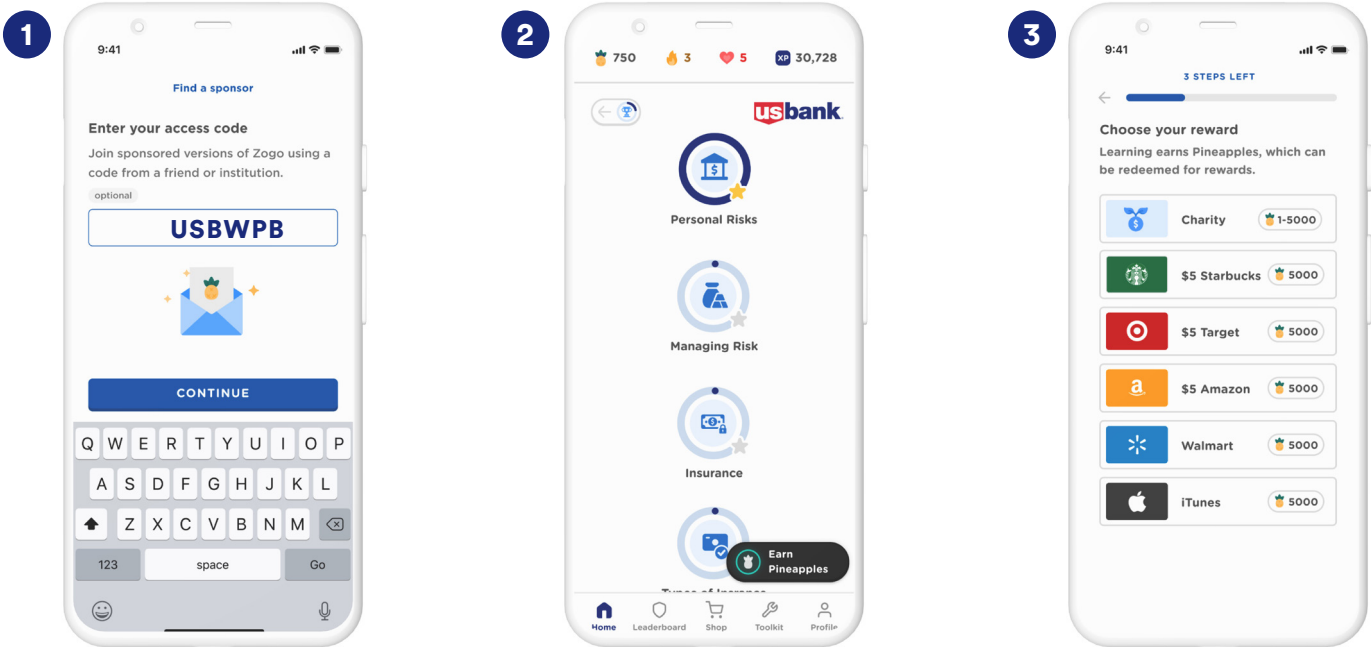 1
9:41
Find a sponsor
Enter your access code
Join sponsored versions of Zogo using a
code from a friend or institution.
optional
USBWPB
CONTINUE
Q W E R T Y U I O P
A S D F G H J K L
Z X C V B N M
123 space Go
2
750 3 5 XP 30,728
usbank
Personal Risks
Managing Risk
Insurance
Earn
Pineapples
Home Leaderboard Shop Toolkit Profile
3
9:41
3 STEPS LEFT
Choose your reward
Learning earns Pineapples, which can
be redeemed for rewards.
Charity 1-5000
$5 Starbucks 5000
$5 Target 5000
a $5 Amazon 5000
Walmart 5000
iTunes 5000